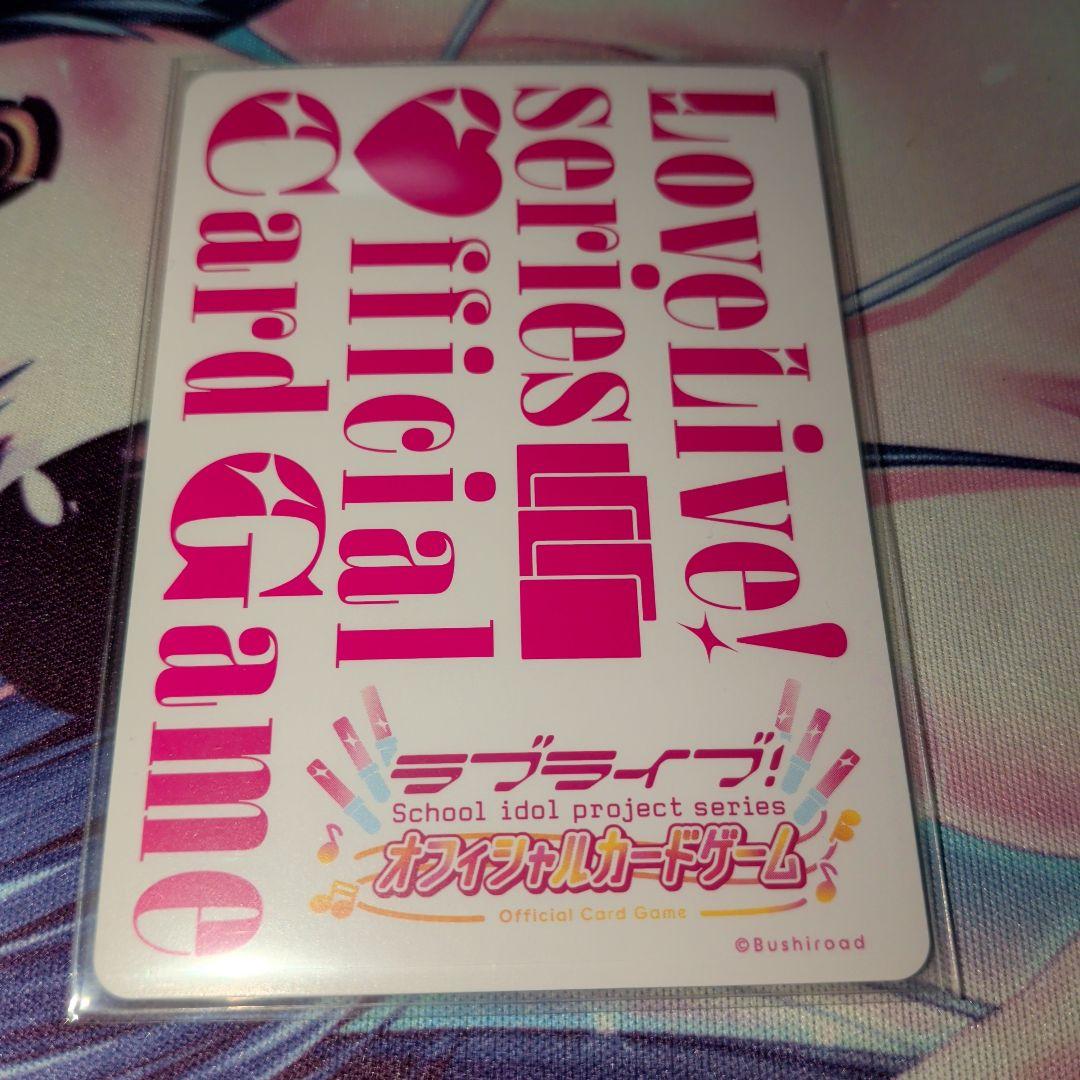 LoveLive!
series
Official
Card Game
ラブライブ!
School idol project series
オフィシャルカードゲーム
Official Card Game
©Bushiroad